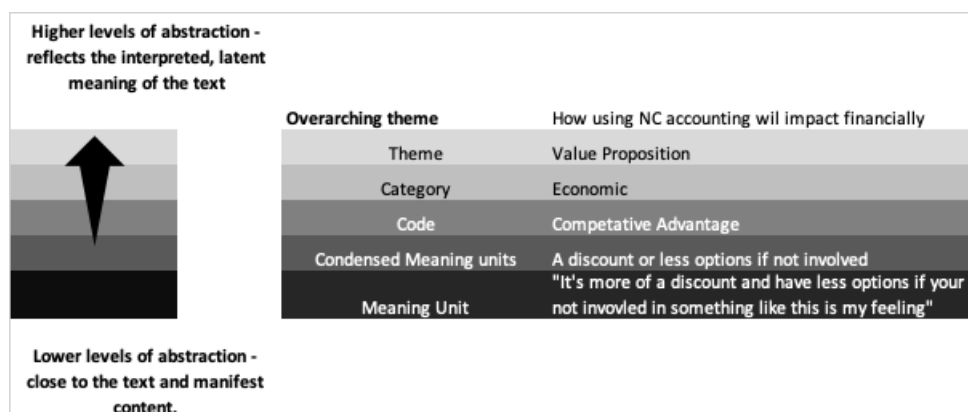 Higher levels of abstraction -
reflects the interpreted, latent
meaning of the text
Overarching theme How using NC accounting wil impact financially
Theme Value Proposition
Category Economic
Code Competative Advantage
Condensed Meaning units A discount or less options if not involved
"It's more of a discount and have less options if your
Meaning Unit not invovled in something like this is my feeling"
Lower levels of abstraction -
close to the text and manifest
content.